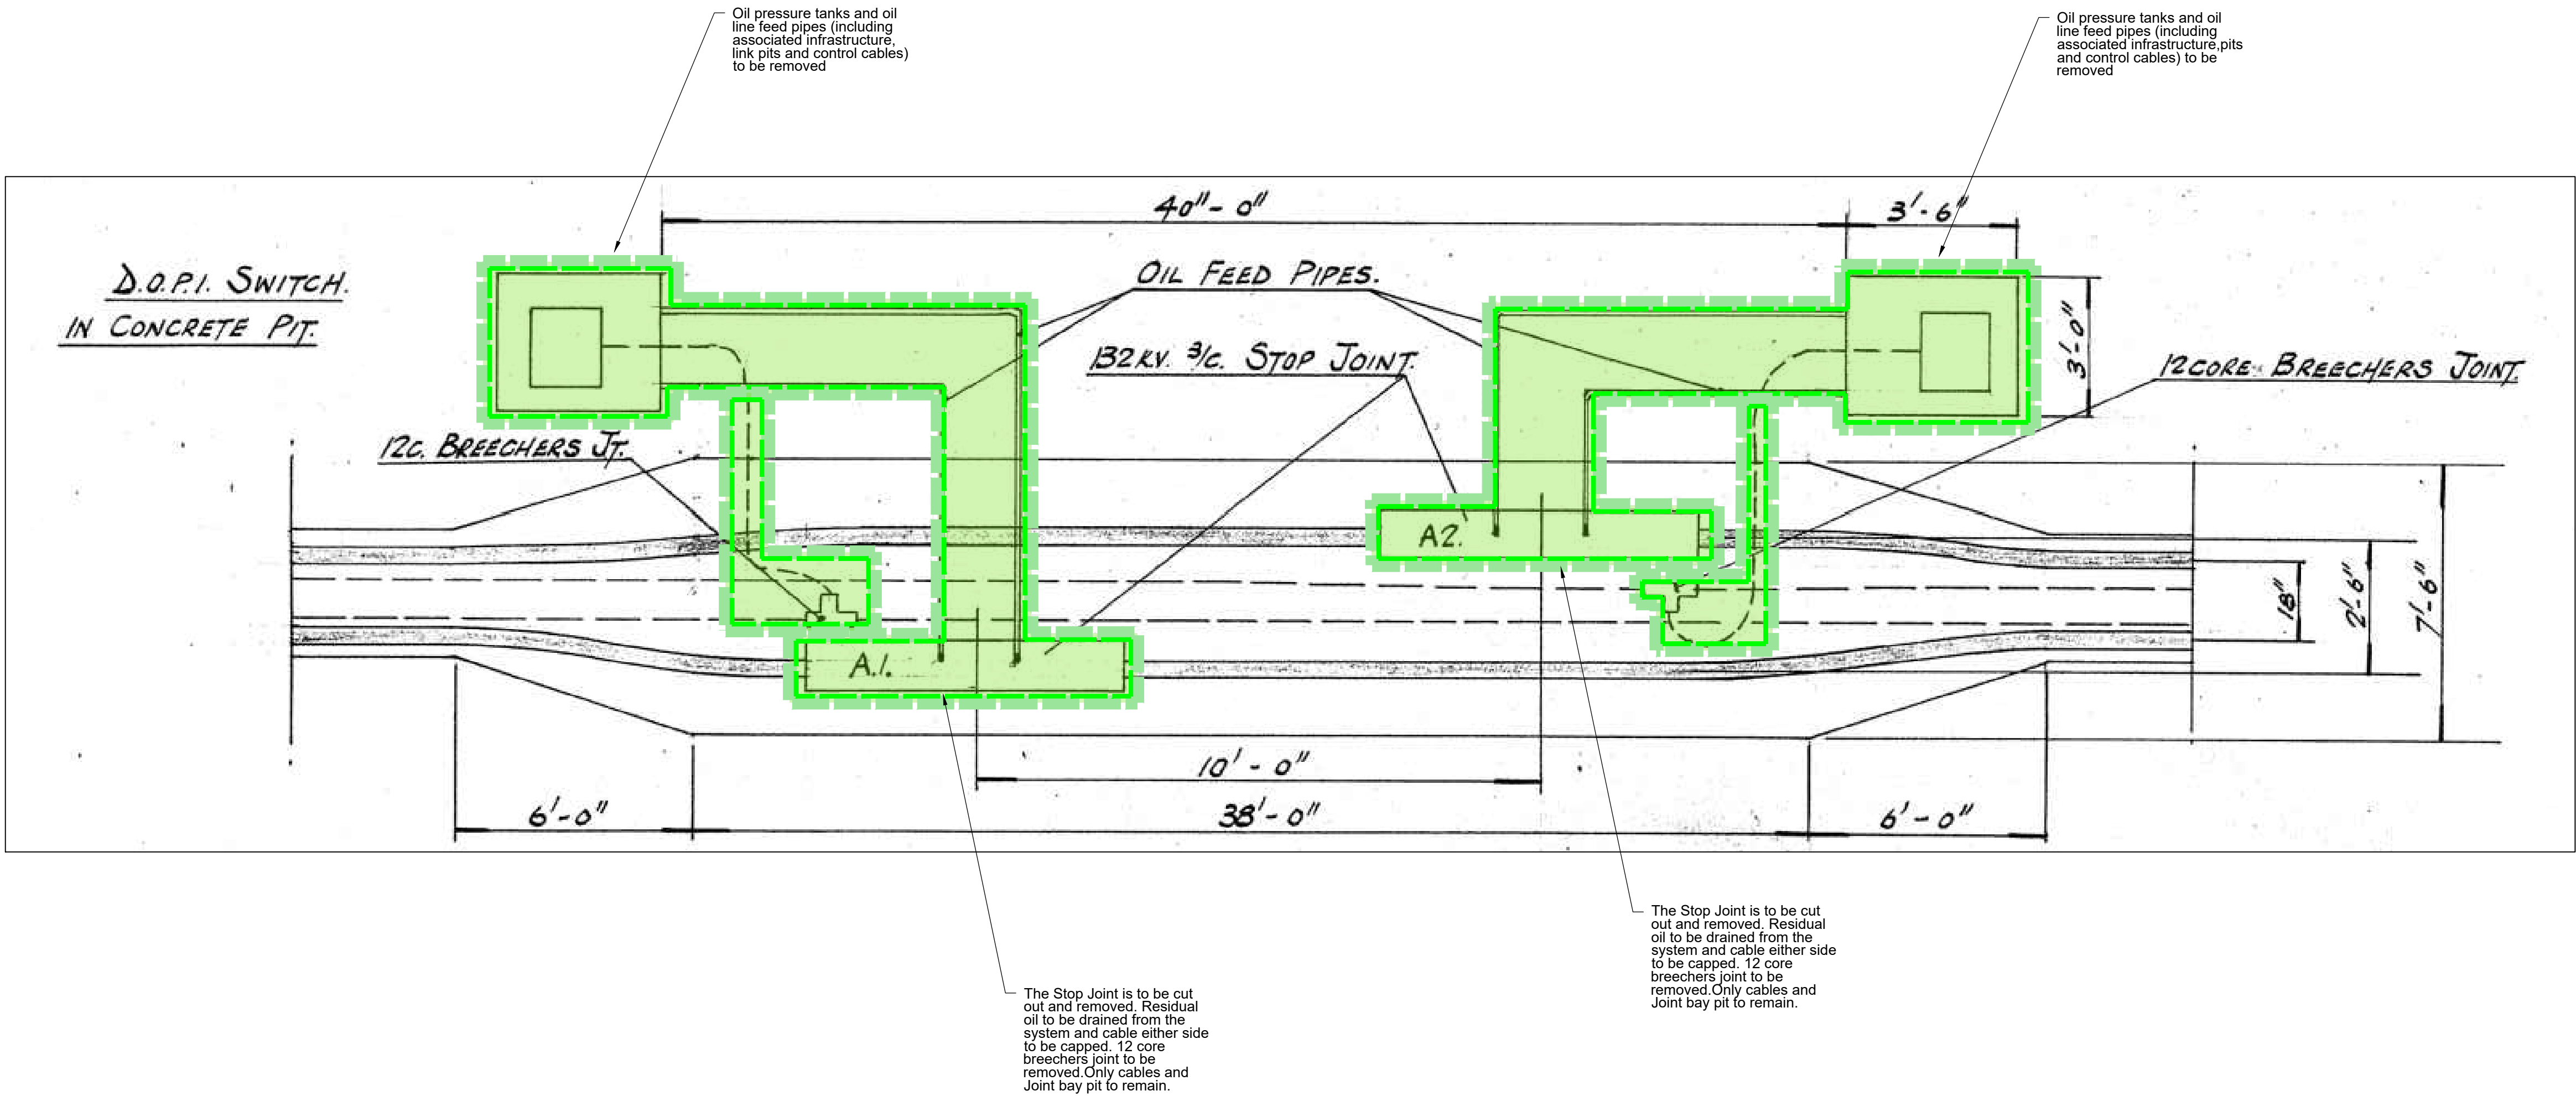 Oil pressure tanks and oil
line feed pipes (including
associated infrastructure,
link pits and control cables)
to be removed
Oil pressure tanks and oil
line feed pipes (including
associated infrastructure,pits
and control cables) to be
removed
40"-0"
3'-6"
D.O.P.I. SWITCH.
IN CONCRETE PIT.
OIL FEED PIPES.
132KV. 3/C. STOP JOINT.
3'-0"
12CORE BREECHERS JOINT.
12C. BREECHERS JT.
A2.
A.1.
18"
2'-6"
7'-6"
10'-0"
6'-0"
38'-0"
6'-0"
The Stop Joint is to be cut
out and removed. Residual
oil to be drained from the
system and cable either side
to be capped. 12 core
breechers joint to be
removed.Only cables and
Joint bay pit to remain.
The Stop Joint is to be cut
out and removed. Residual
oil to be drained from the
system and cable either side
to be capped. 12 core
breechers joint to be
removed.Only cables and
Joint bay pit to remain.